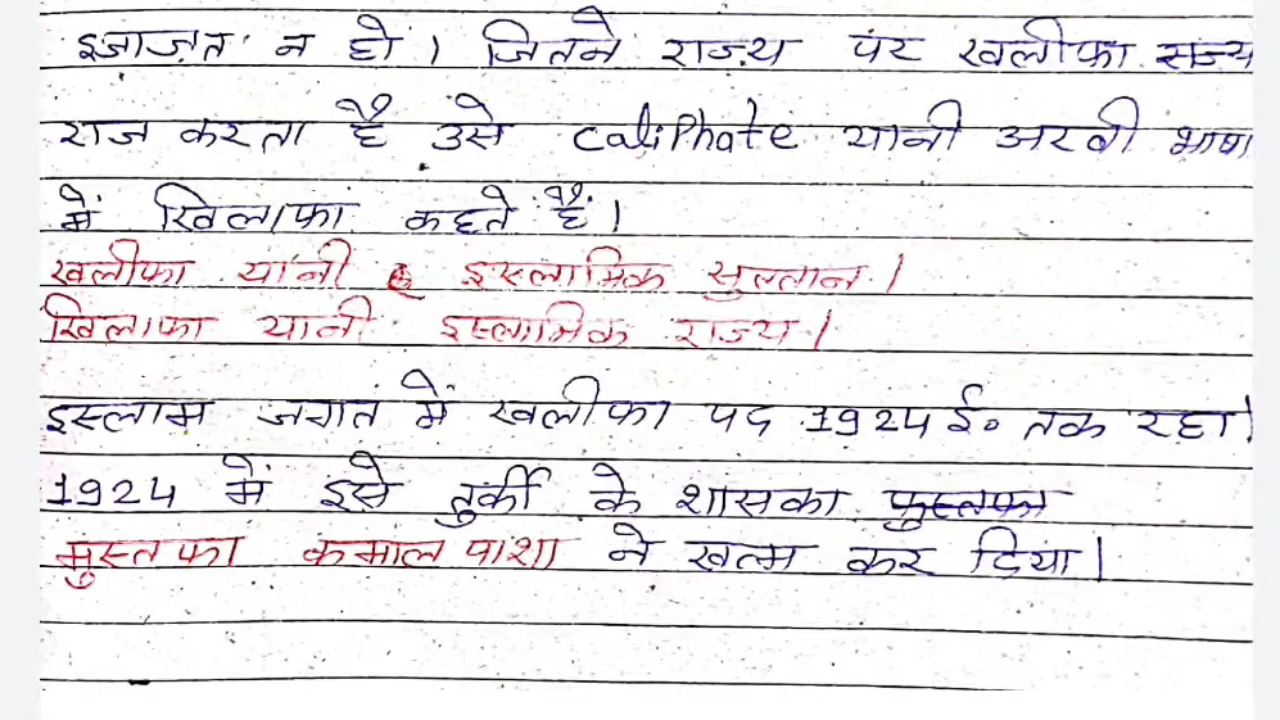 इजाज़त न हो। जितने राज्य पर खलीफा राज्य
राज करता है उसे caliphate यानी अरबी भाषा
में खिलाफा कहते हैं।
खलीफा यानी इस्लामिक सुल्तान।
खिलाफा यानी इस्लामिक राज्य।
इस्लाम जगत में खलीफा पद 1924 ई० तक रहा।
1924 में इसे तुर्की के शासका मुस्तफा
मुस्तफा कमाल पाशा ने खत्म कर दिया।